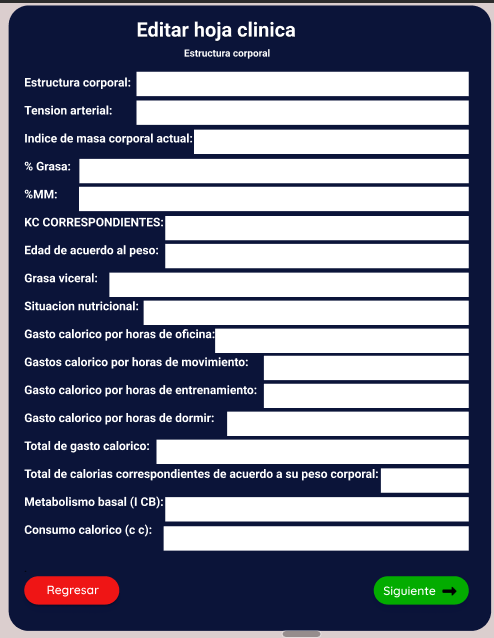 Editar hoja clinica
Estructura corporal
Estructura corporal:
Tension arterial:
Indice de masa corporal actual:
% Grasa:
%MM:
KC CORRESPONDIENTES:
Edad de acuerdo al peso:
Grasa viceral:
Situacion nutricional:
Gasto calorico por horas de oficina:
Gastos calorico por horas de movimiento:
Gasto calorico por horas de entrenamiento:
Gasto calorico por horas de dormir:
Total de gasto calorico:
Total de calorias correspondientes de acuerdo a su peso corporal:
Metabolismo basal (I CB):
Consumo calorico (c c):
Regresar
Siguiente